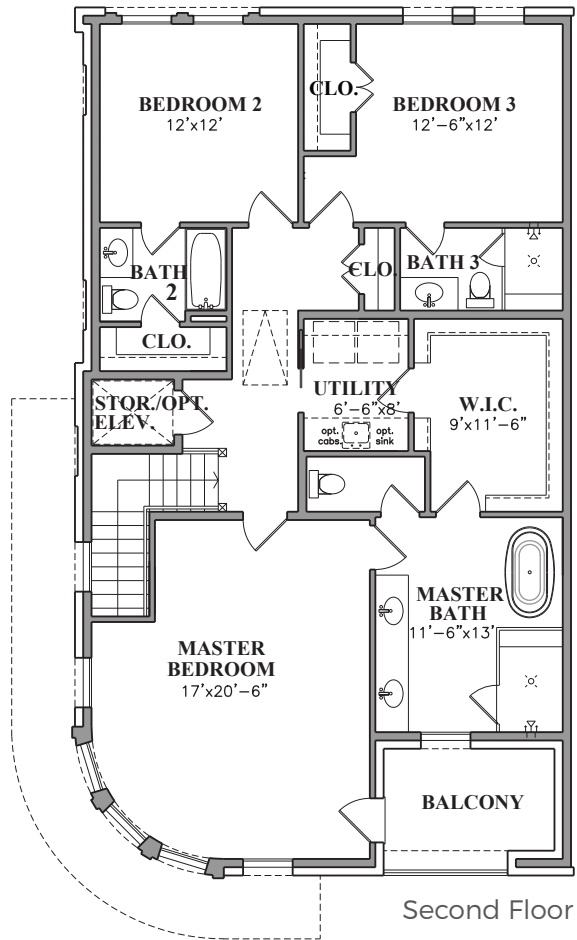 BEDROOM 2
12'x12'
CLO.
BEDROOM 3
12'-6"x12'
BATH
2
CLO.
BATH 3
CLO.
STOR./OPT.
ELEV.
UTILITY
6'-6"x8'
opt.
cabs.
opt.
sink
W.I.C.
9'x11'-6"
MASTER
BATH
11'-6"x13'
MASTER
BEDROOM
17'x20'-6"
BALCONY
Second Floor